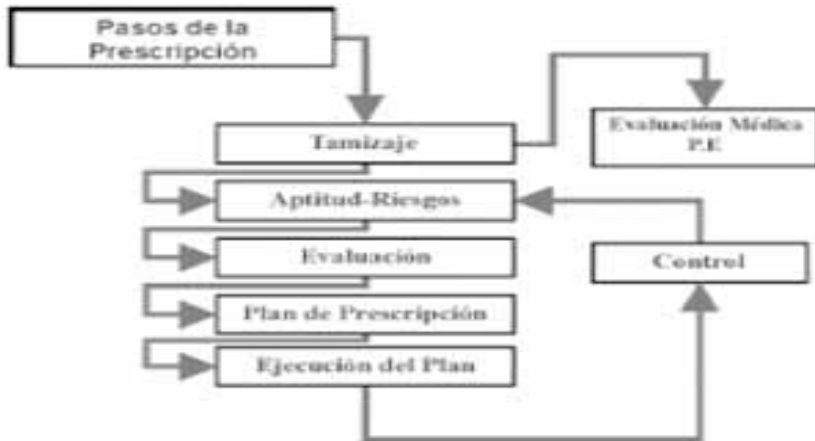 Pasos de la
Prescripción
Tamizaje
Evaluación Médica
P.E
Aptitud-Riesgos
Evaluación
Control
Plan de Prescripción
Ejecución del Plan